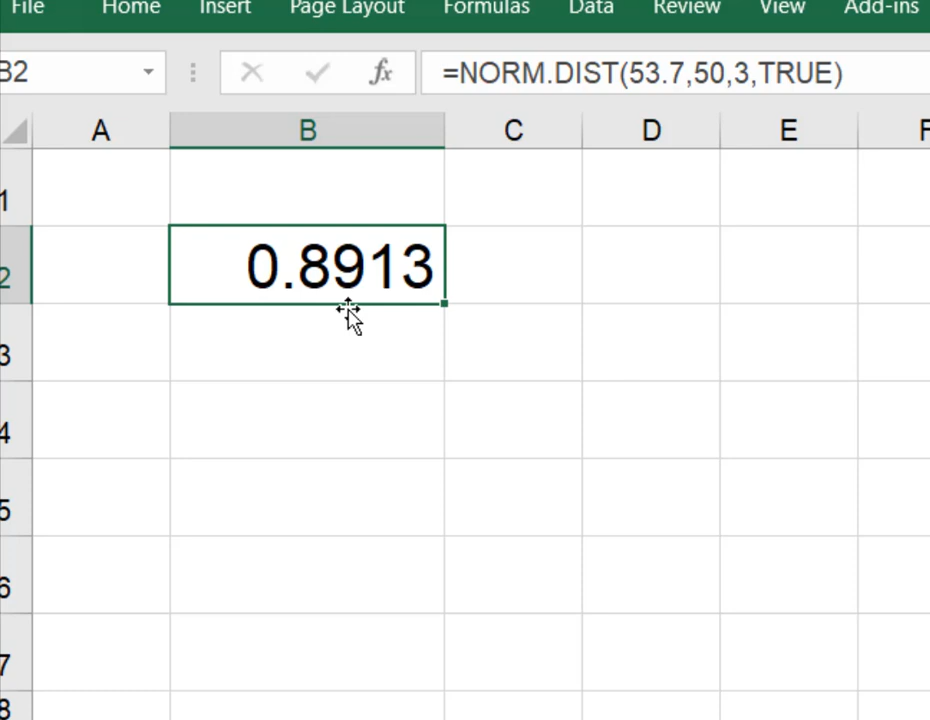 File Home Insert Page Layout Formulas Data Review View Add-ins
B2 fx =NORM.DIST(53.7,50,3,TRUE)
A B C D E F
1
2 0.8913
3
4
5
6
7
8